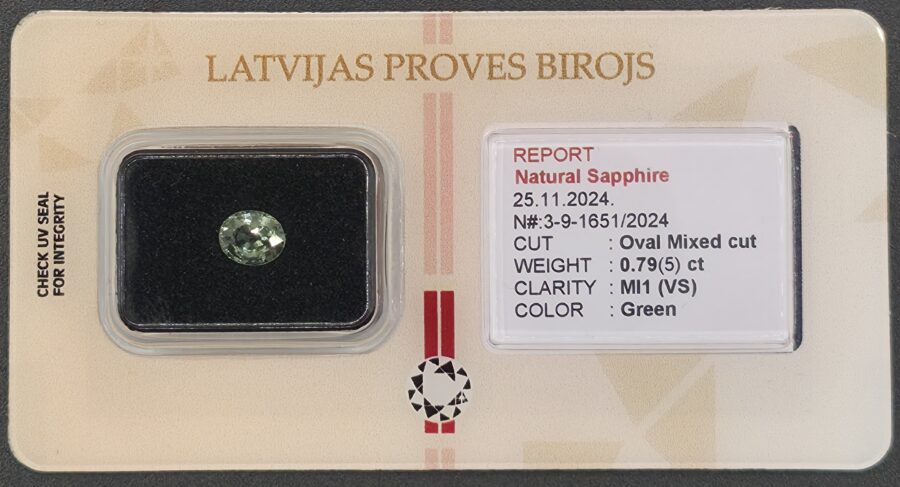 LATVIJAS PROVES BIROJS
CHECK UV SEAL
FOR INTEGRITY
REPORT
Natural Sapphire
25.11.2024.
N#:3-9-1651/2024
CUT : Oval Mixed cut
WEIGHT : 0.79(5) ct
CLARITY : MI1 (VS)
COLOR : Green